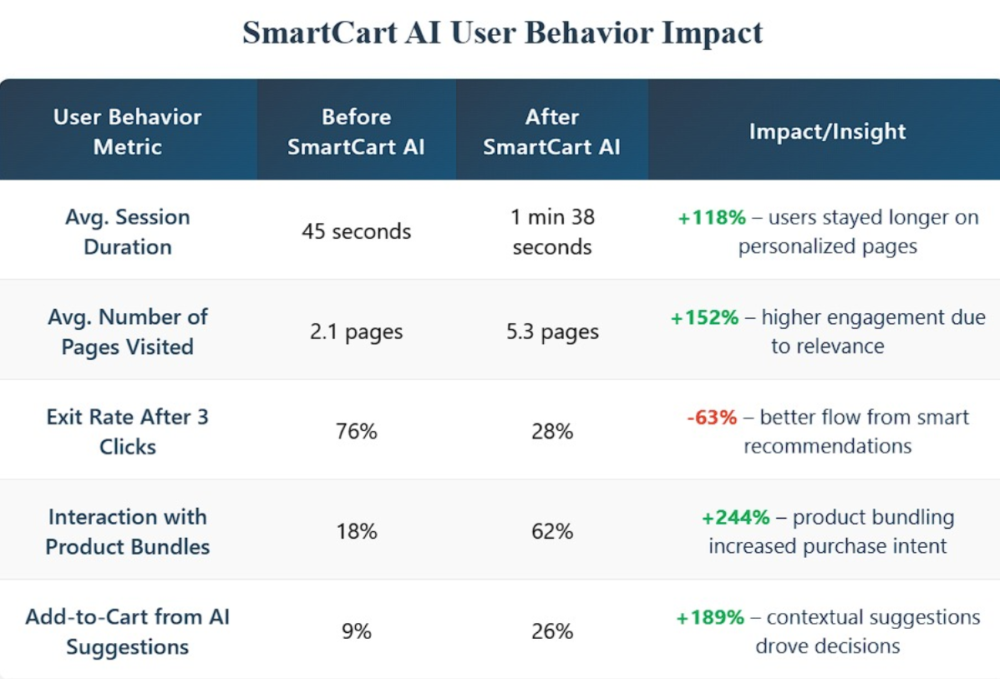 SmartCart AI User Behavior Impact
User Behavior
Metric
Before
SmartCart AI
After
SmartCart AI
Impact/Insight
Avg. Session
Duration
45 seconds
1 min 38
seconds
+118% – users stayed longer on
personalized pages
Avg. Number of
Pages Visited
2.1 pages
5.3 pages
+152% – higher engagement due
to relevance
Exit Rate After 3
Clicks
76%
28%
-63% – better flow from smart
recommendations
Interaction with
Product Bundles
18%
62%
+244% – product bundling
increased purchase intent
Add-to-Cart from AI
Suggestions
9%
26%
+189% – contextual suggestions
drove decisions